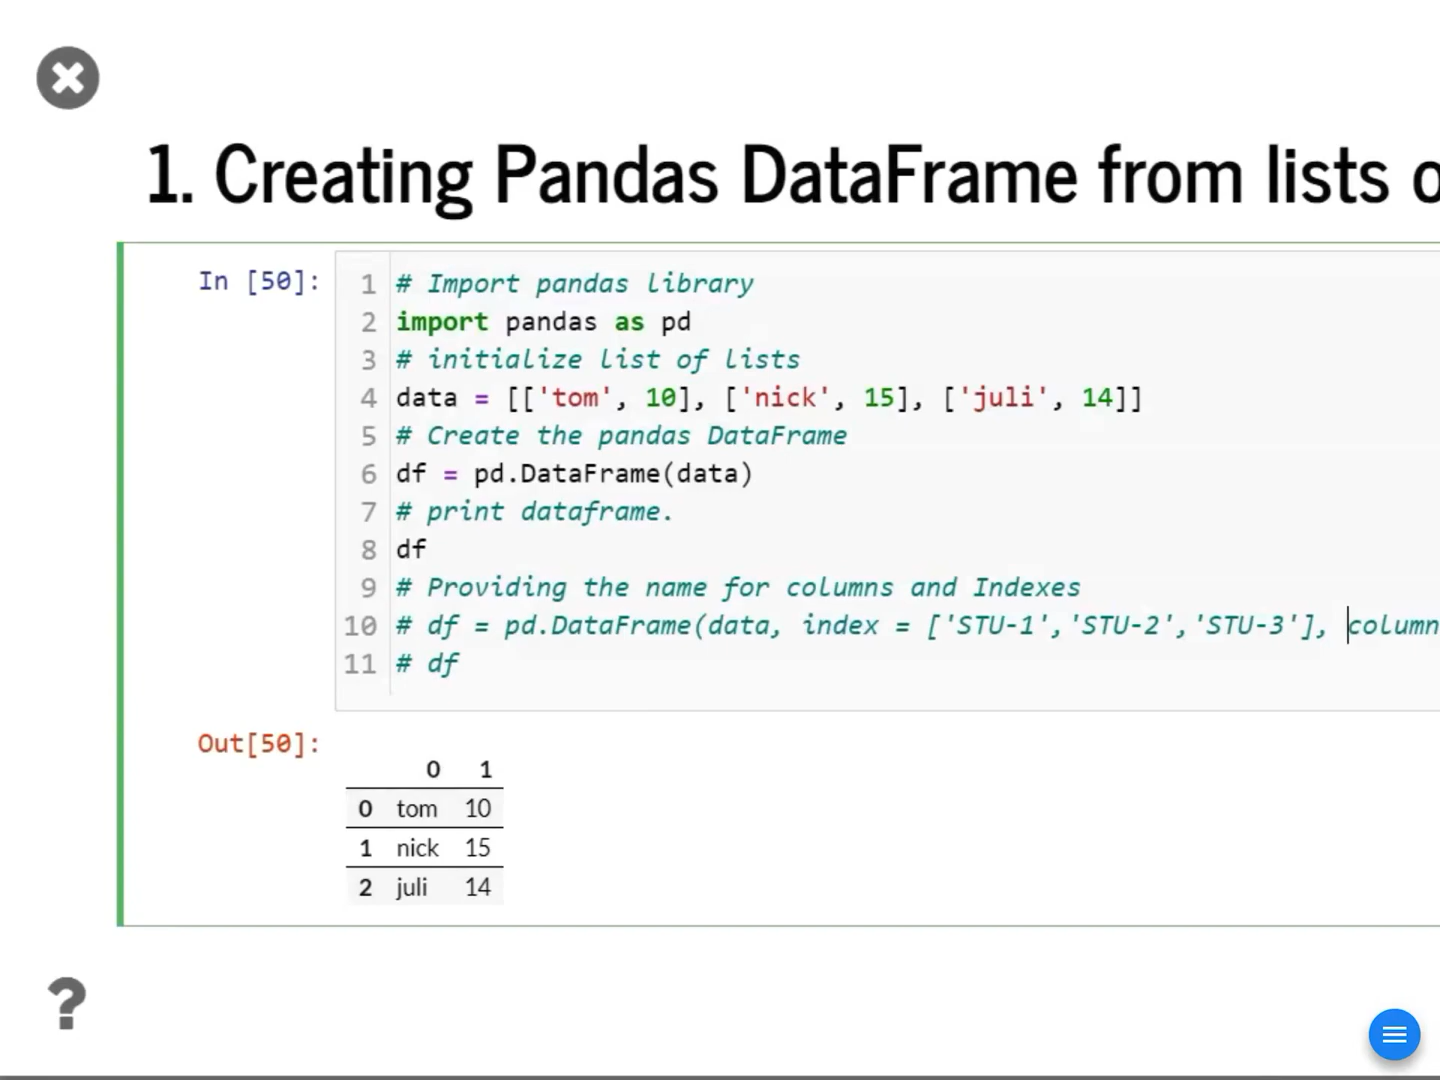 1. Creating Pandas DataFrame from lists
In [50]:
1 # Import pandas library
2 import pandas as pd
3 # initialize list of lists
4 data = [['tom', 10], ['nick', 15], ['juli', 14]]
5 # Create the pandas DataFrame
6 df = pd.DataFrame(data)
7 # print dataframe.
8 df
9 # Providing the name for columns and Indexes
10 # df = pd.DataFrame(data, index = ['STU-1','STU-2','STU-3'], column
11 # df
Out[50]:
0 1
0 tom 10
1 nick 15
2 juli 14
?